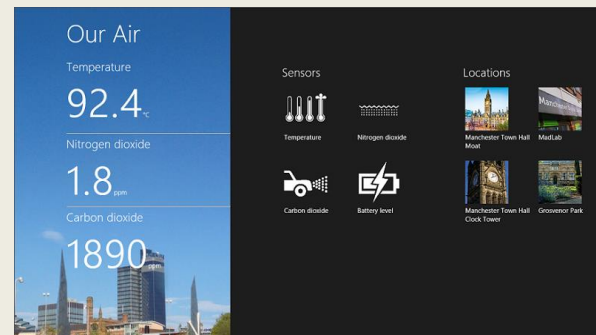 Our Air
Temperature
92.4 °C
Nitrogen dioxide
1.8 ppm
Carbon dioxide
1890 ppm
Sensors
Temperature
Nitrogen dioxide
Carbon dioxide
Battery level
Locations
Manchester Town Hall
Moat
MadLab
Manchester Town Hall
Clock Tower
Grosvenor Park